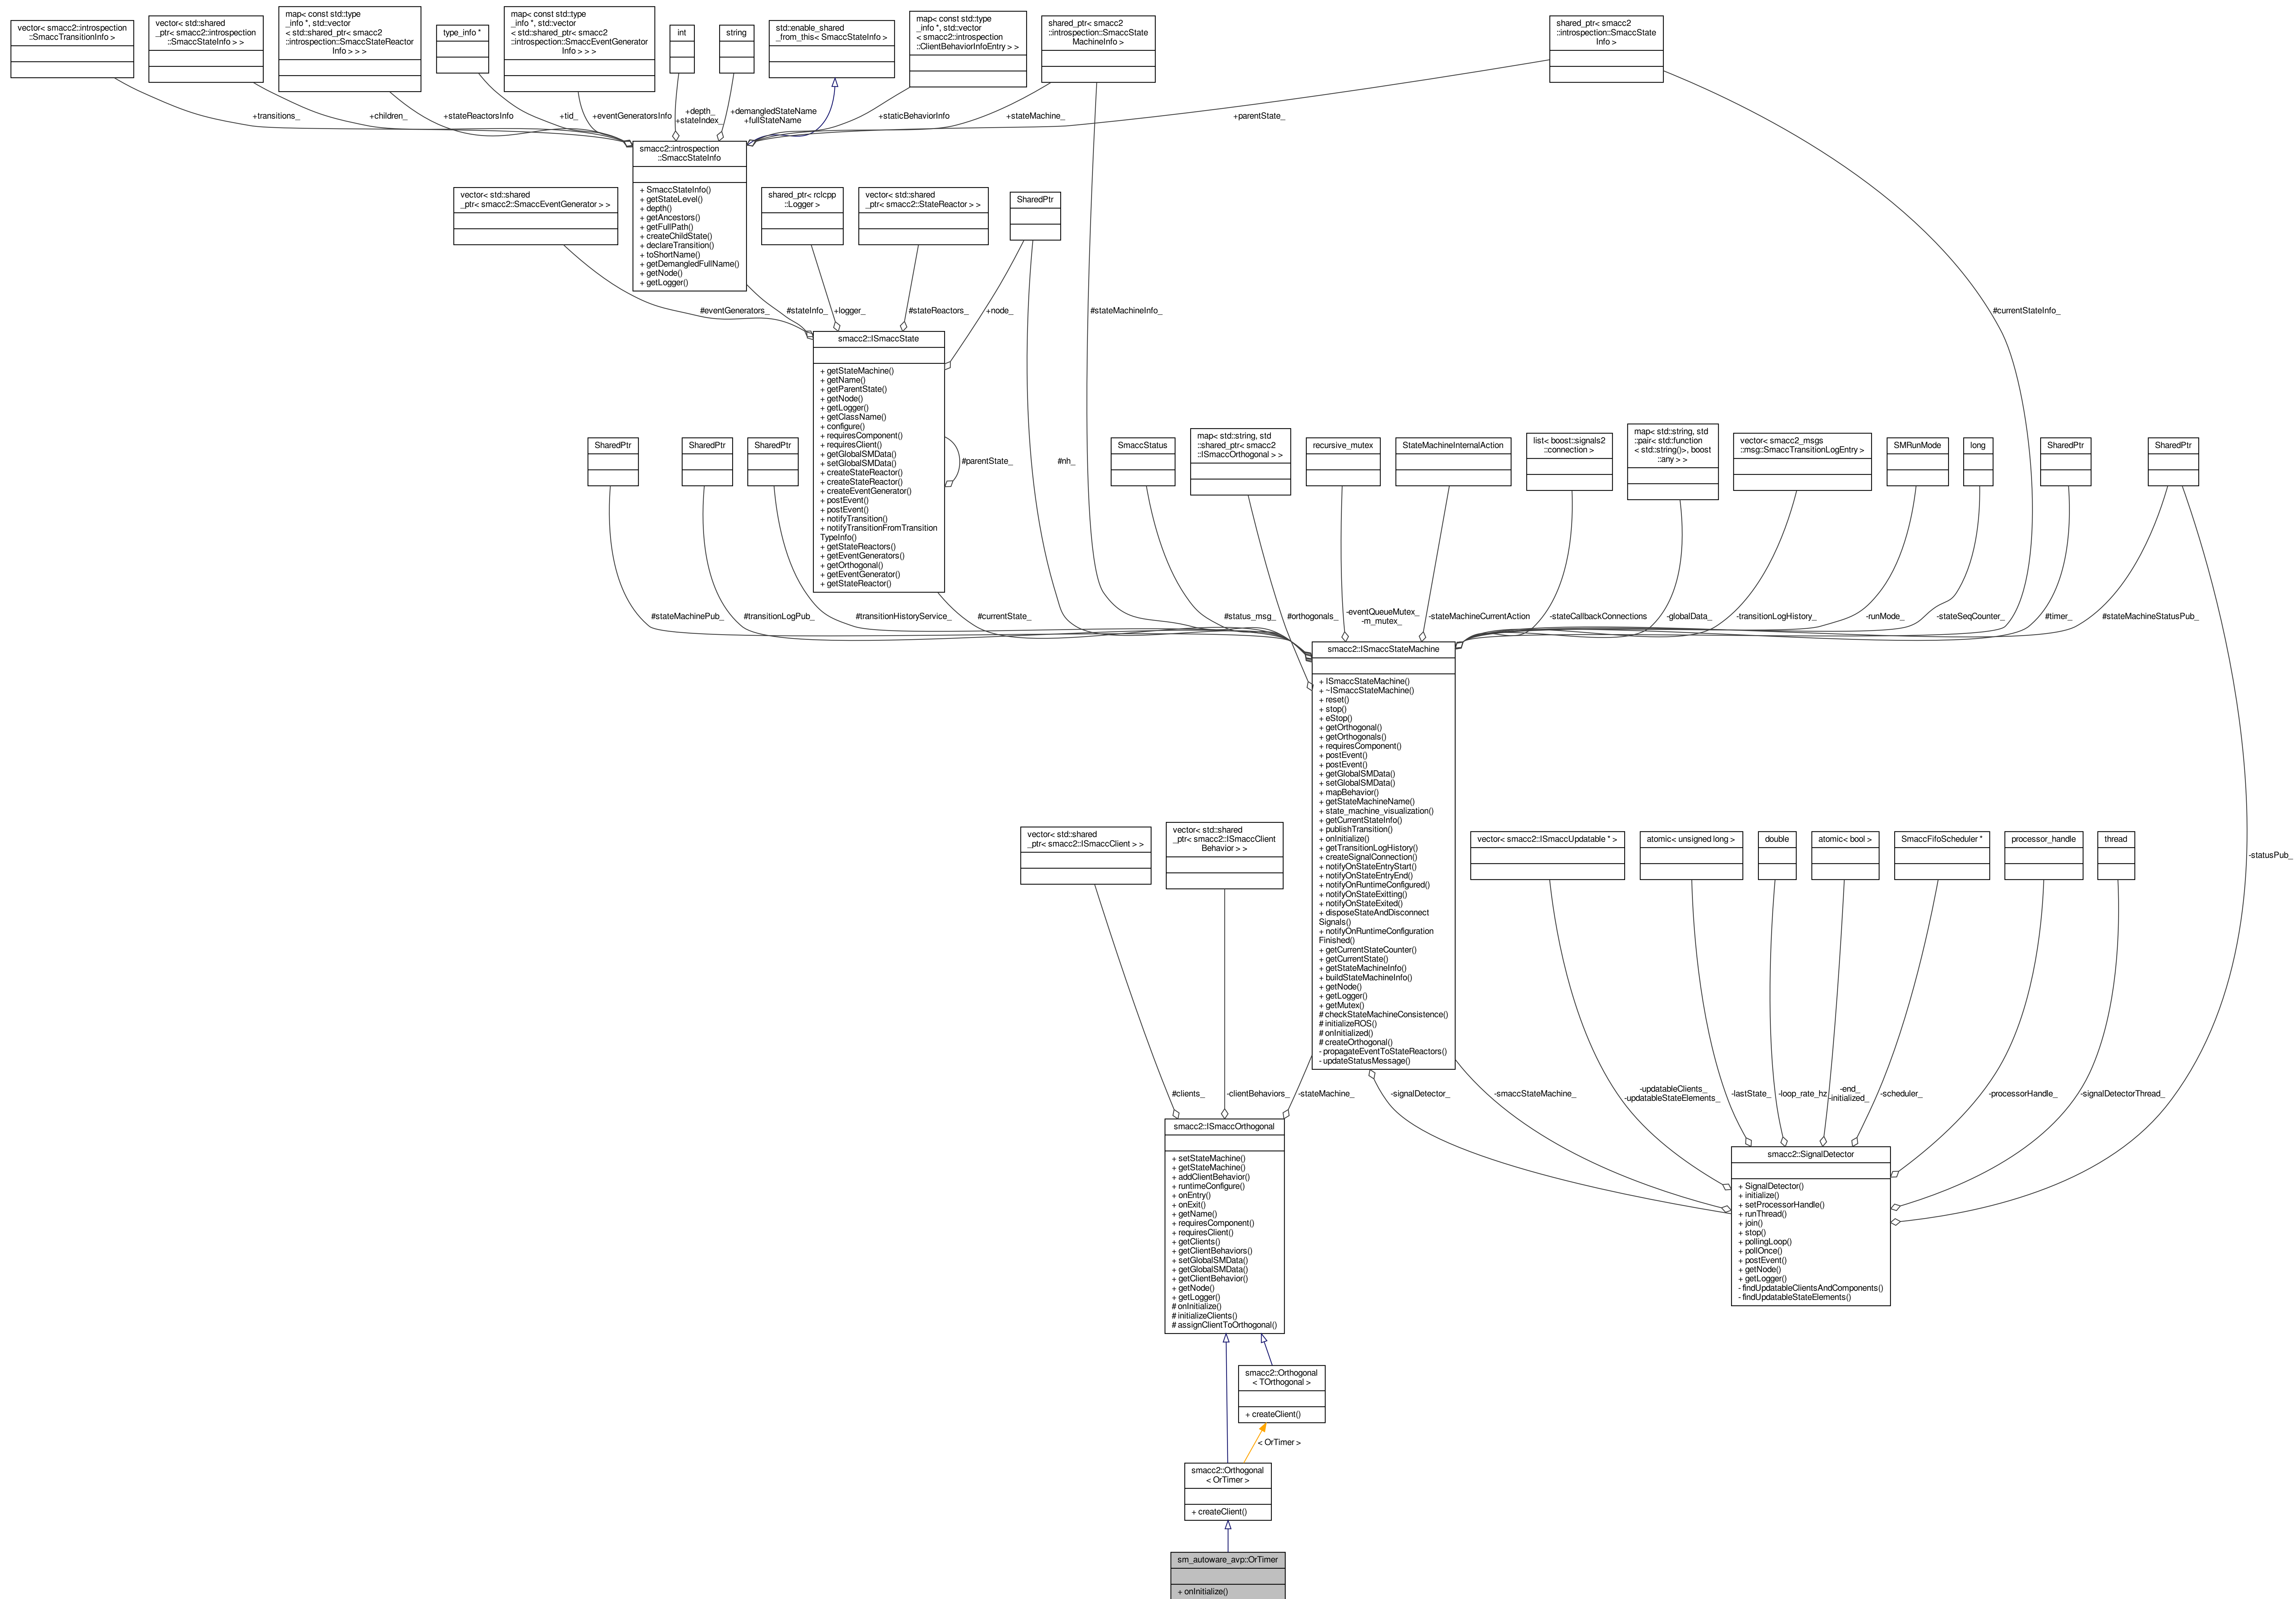 vector< smacc2::introspection
::SmaccTransitionInfo >
vector< std::shared
_ptr< smacc2::introspection
::SmaccStateInfo > >
map< const std::type
_info *, std::vector
< std::shared_ptr< smacc2
::introspection::SmaccStateReactor
Info > > >
type_info *
map< const std::type
_info *, std::vector
< std::shared_ptr< smacc2
::introspection::SmaccEventGenerator
Info > > >
int
string
std::enable_shared
_from_this< SmaccStateInfo >
map< const std::type
_info *, std::vector
< smacc2::introspection
::ClientBehaviorInfoEntry > >
shared_ptr< smacc2
::introspection::SmaccState
MachineInfo >
shared_ptr< smacc2
::introspection::SmaccState
Info >
+transitions_
+children_
+stateReactorsInfo
+tid_
+eventGeneratorsInfo
+depth_
+stateIndex_
+demangledStateName
+fullStateName
+staticBehaviorInfo
+stateMachine_
+parentState_
smacc2::introspection
::SmaccStateInfo
+ SmaccStateInfo()
+ getStateLevel()
+ depth()
+ getAncestors()
+ getFullPath()
+ createChildState()
+ declareTransition()
+ toShortName()
+ getDemangledFullName()
+ getNode()
+ getLogger()
vector< std::shared
_ptr< smacc2::SmaccEventGenerator > >
shared_ptr< rclcpp
::Logger >
vector< std::shared
_ptr< smacc2::StateReactor > >
SharedPtr
#eventGenerators_
#stateInfo_
+logger_
#stateReactors_
+node_
#stateMachineInfo_
#currentStateInfo_
smacc2::ISmaccState
+ getStateMachine()
+ getName()
+ getParentState()
+ getNode()
+ getLogger()
+ getClassName()
+ configure()
+ requiresComponent()
+ requiresClient()
+ getGlobalSMData()
+ setGlobalSMData()
+ createStateReactor()
+ createStateReactor()
+ createEventGenerator()
+ postEvent()
+ postEvent()
+ notifyTransition()
+ notifyTransitionFromTransition
TypeInfo()
+ getStateReactors()
+ getEventGenerators()
+ getOrthogonal()
+ getEventGenerator()
+ getStateReactor()
#parentState_
#nh_
SharedPtr
SharedPtr
SharedPtr
SmaccStatus
map< std::string, std
::shared_ptr< smacc2
::ISmaccOrthogonal > >
recursive_mutex
StateMachineInternalAction
list< boost::signals2
::connection >
map< std::string, std
::pair< std::function
< std::string()>, boost
::any > >
vector< smacc2_msgs
::msg::SmaccTransitionLogEntry >
SMRunMode
long
SharedPtr
SharedPtr
#stateMachinePub_
#transitionLogPub_
#transitionHistoryService_
#currentState_
#status_msg_
#orthogonals_
-eventQueueMutex_
-m_mutex_
-stateMachineCurrentAction
-stateCallbackConnections
-globalData_
-transitionLogHistory_
-runMode_
-stateSeqCounter_
#timer_
#stateMachineStatusPub_
smacc2::ISmaccStateMachine
+ ISmaccStateMachine()
+ ~ISmaccStateMachine()
+ reset()
+ stop()
+ eStop()
+ getOrthogonal()
+ getOrthogonals()
+ requiresComponent()
+ postEvent()
+ postEvent()
+ getGlobalSMData()
+ setGlobalSMData()
+ mapBehavior()
+ getStateMachineName()
+ state_machine_visualization()
+ getCurrentStateInfo()
+ publishTransition()
+ onInitialize()
+ getTransitionLogHistory()
+ createSignalConnection()
+ notifyOnStateEntryStart()
+ notifyOnStateEntryEnd()
+ notifyOnRuntimeConfigured()
+ notifyOnStateExitting()
+ notifyOnStateExited()
+ disposeStateAndDisconnect
Signals()
+ notifyOnRuntimeConfiguration
Finished()
+ getCurrentStateCounter()
+ getCurrentState()
+ getStateMachineInfo()
+ buildStateMachineInfo()
+ getNode()
+ getLogger()
+ getMutex()
# checkStateMachineConsistence()
# initializeROS()
# onInitialized()
# createOrthogonal()
- propagateEventToStateReactors()
- updateStatusMessage()
vector< std::shared
_ptr< smacc2::ISmaccClient > >
vector< std::shared
_ptr< smacc2::ISmaccClient
Behavior > >
vector< smacc2::ISmaccUpdatable * >
atomic< unsigned long >
double
atomic< bool >
SmaccFifoScheduler *
processor_handle
thread
-statusPub_
#clients_
-clientBehaviors_
-stateMachine_
-signalDetector_
-smaccStateMachine_
-updatableClients_
-updatableStateElements_
-lastState_
-loop_rate_hz
-end_
-initialized_
-scheduler_
-processorHandle_
-signalDetectorThread_
smacc2::ISmaccOrthogonal
+ setStateMachine()
+ getStateMachine()
+ addClientBehavior()
+ runtimeConfigure()
+ onEntry()
+ onExit()
+ getName()
+ requiresComponent()
+ requiresClient()
+ getClients()
+ getClientBehaviors()
+ setGlobalSMData()
+ getGlobalSMData()
+ getClientBehavior()
+ getNode()
+ getLogger()
# onInitialize()
# initializeClients()
# assignClientToOrthogonal()
smacc2::SignalDetector
+ SignalDetector()
+ initialize()
+ setProcessorHandle()
+ runThread()
+ join()
+ stop()
+ pollingLoop()
+ pollOnce()
+ postEvent()
+ getNode()
+ getLogger()
- findUpdatableClientsAndComponents()
- findUpdatableStateElements()
smacc2::Orthogonal
< TOrthogonal >
+ createClient()
< OrTimer >
smacc2::Orthogonal
< OrTimer >
+ createClient()
sm_autoware_avp::OrTimer
+ onInitialize()